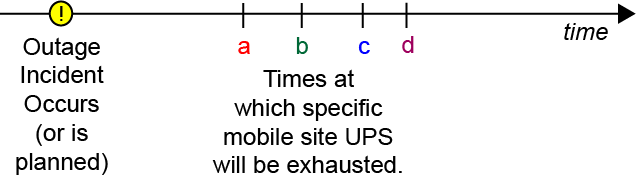 !
time
a b c d
Outage
Incident
Occurs
(or is
planned)
Times at
which specific
mobile site UPS
will be exhausted.